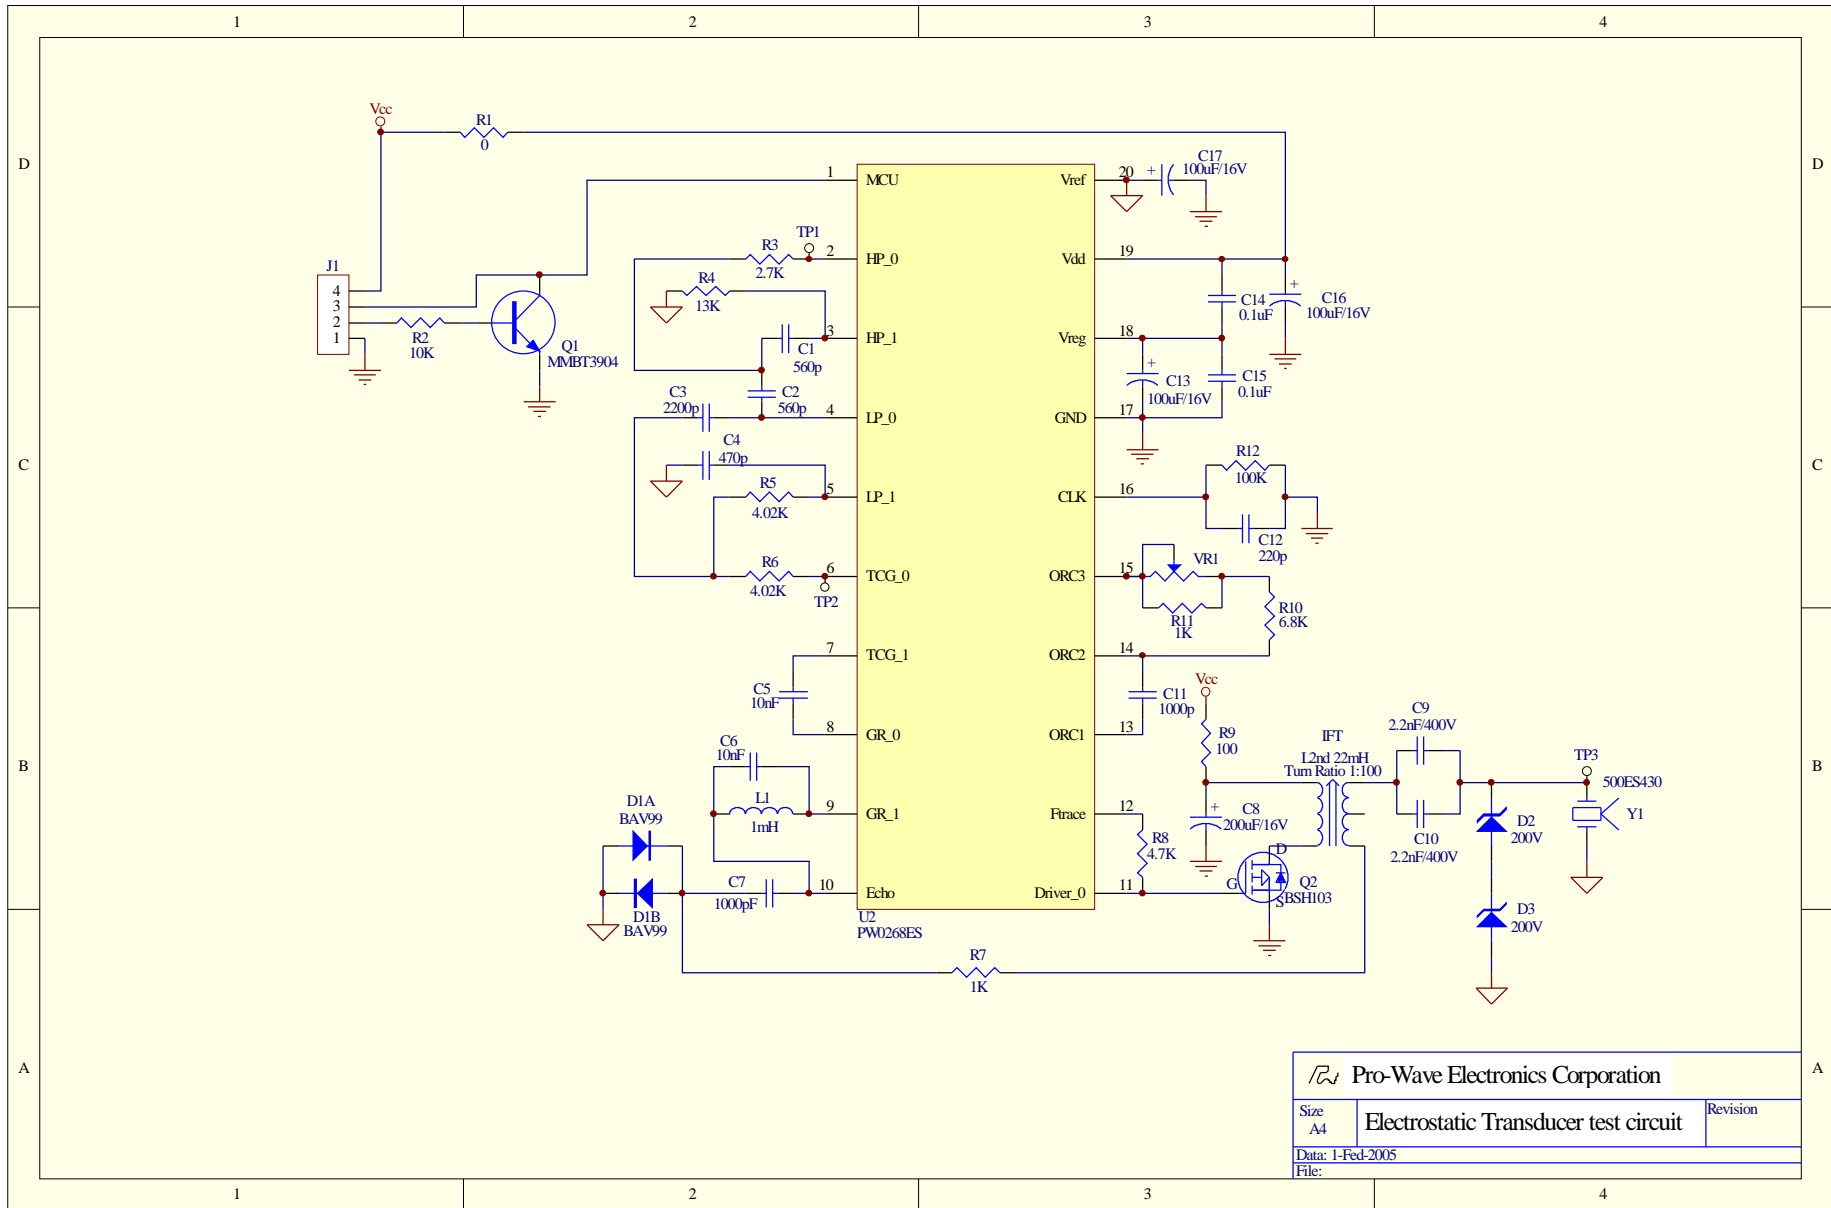 1 2 3 4
D D
C C
B B
A A
Vcc
R1
0
J1
4
3
2
1
R2
10K
Q1
MMBT3904
1 MCU
2 HP_0
3 HP_1
4 LP_0
5 LP_1
6 TCG_0
7 TCG_1
8 GR_0
9 GR_1
10 Echo
Vref 20
Vdd 19
Vreg 18
GND 17
CLK 16
ORC3 15
ORC2 14
ORC1 13
Ftrace 12
Driver_0 11
U2
PW0268ES
TP1
R3
2.7K
R4
13K
C1
560p
C2
560p
C3
2200p
C4
470p
R5
4.02K
R6
4.02K
TP2
C5
10nF
C6
10nF
L1
1mH
D1A
BAV99
D1B
BAV99
C7
1000pF
R7
1K
+
C17
100uF/16V
C14
0.1uF
+
C16
100uF/16V
+
C13
100uF/16V
C15
0.1uF
R12
100K
C12
220p
VR1
R11
1K
R10
6.8K
C11
1000p
Vcc
R9
100
+
C8
200uF/16V
R8
4.7K
IFT
L2nd 22mH
Turn Ratio 1:100
D
G
S
Q2
BSH103
C9
2.2nF/400V
C10
2.2nF/400V
D2
200V
D3
200V
TP3
500ES430
Y1
Pro-Wave Electronics Corporation
Size
A4
Electrostatic Transducer test circuit
Revision
Data: 1-Fed-2005
File:
1 2 3 4